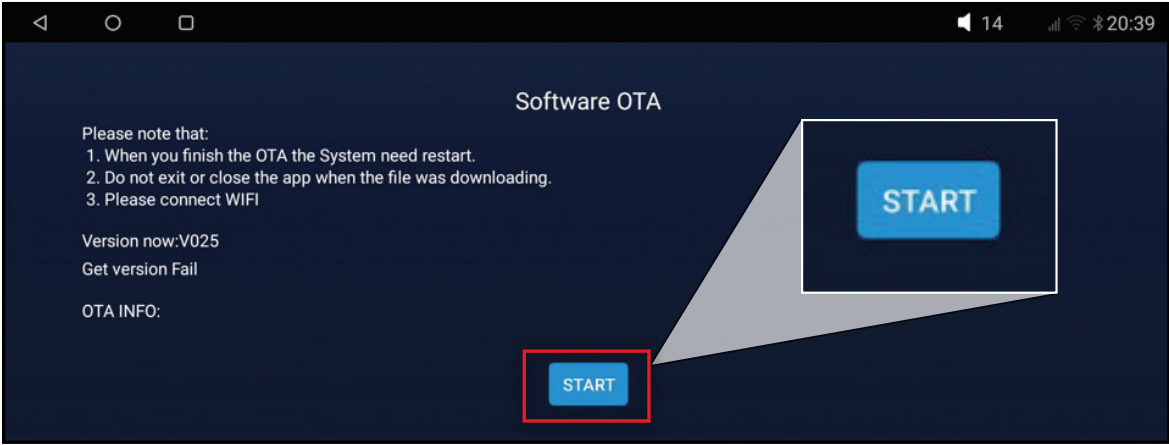 14 20:39
Software OTA
Please note that:
1. When you finish the OTA the System need restart.
2. Do not exit or close the app when the file was downloading.
3. Please connect WIFI
Version now:V025
Get version Fail
OTA INFO:
START
START